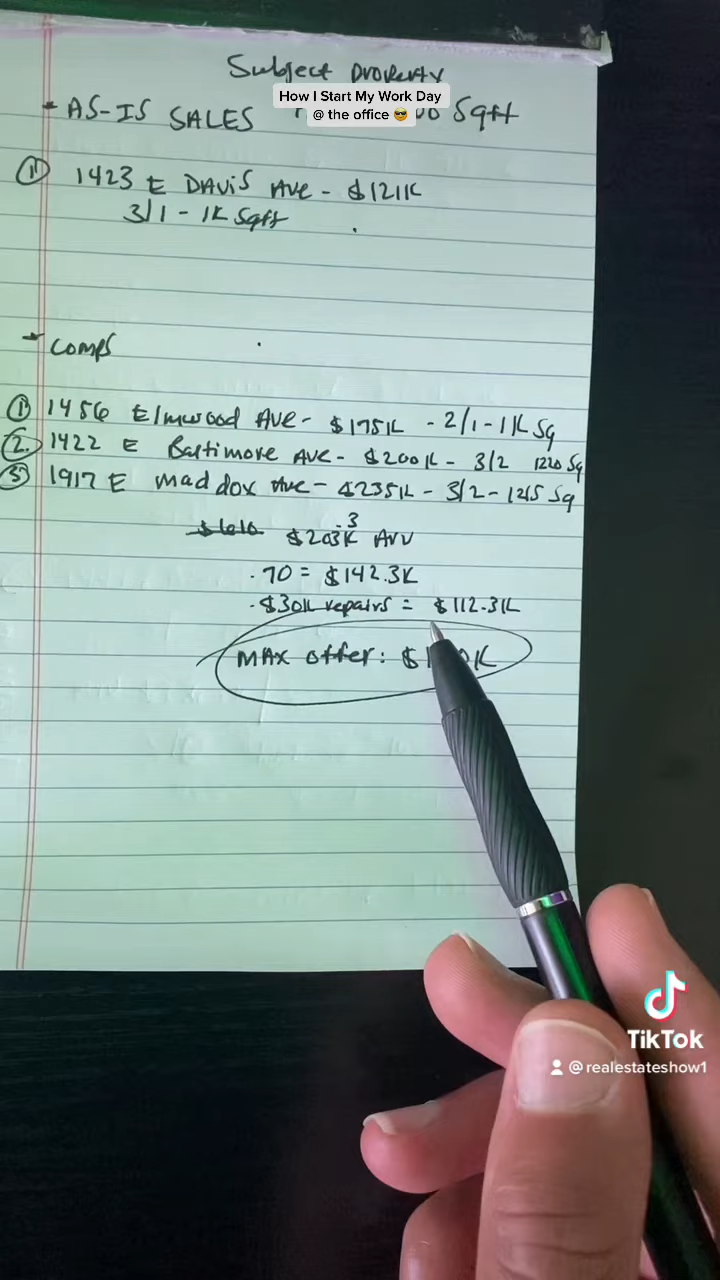 Subject property
How I Start My Work Day
@ the office 😎
AS-IS SALES Sqft
① 1423 E DAVIS AVE - $121K
3/1 - 1K Sqft
* comps
① 1456 Elmwood AVE - $175K - 2/1 - 1K Sq
2. 1422 E Baltimore AVE - $200K - 3/2 1220 Sq
③ 1917 E maddox Ave - $235K - 3/2 - 1265 Sq
$610 $203.3K ARV
.70 = $142.3K
-$30K repairs = $112.3K
MAX offer: $
TikTok
@realestateshow1